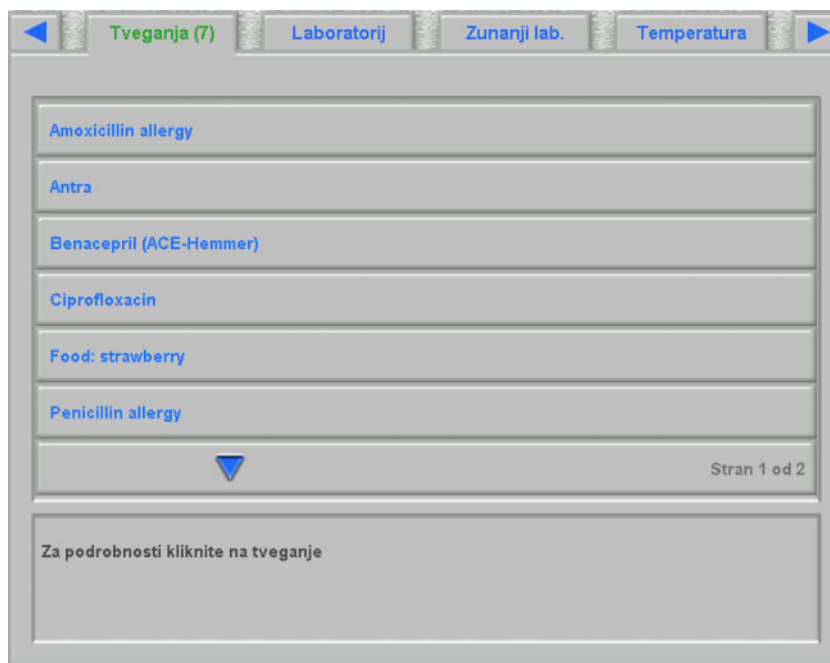 Tveganja (7) Laboratorij Zunanji lab. Temperatura
Amoxicillin allergy
Antra
Benacepril (ACE-Hemmer)
Ciprofloxacin
Food: strawberry
Penicillin allergy
Stran 1 od 2
Za podrobnosti kliknite na tveganje